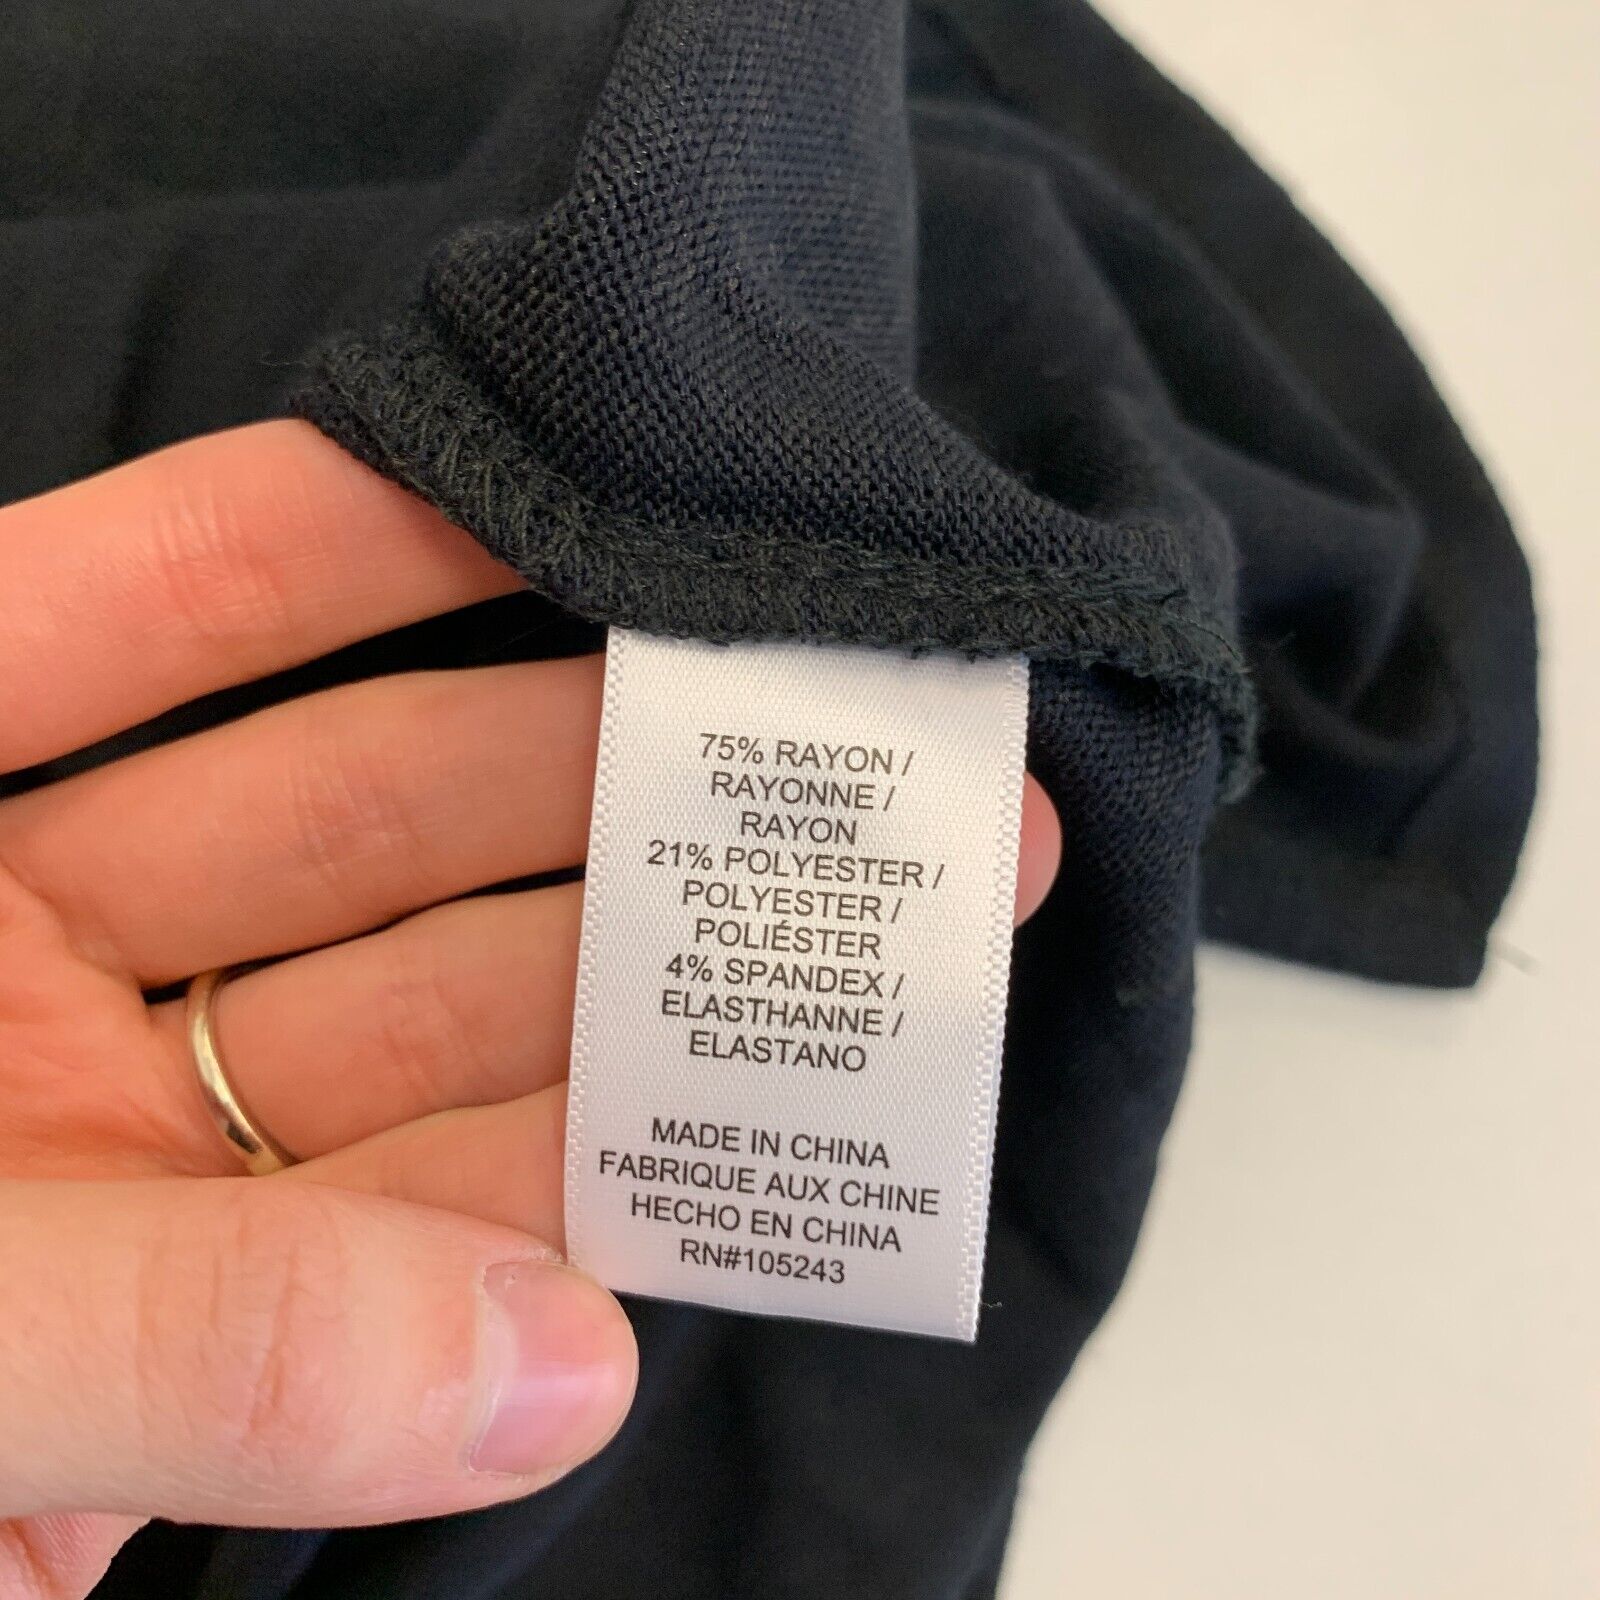 75% RAYON /
RAYONNE /
RAYON
21% POLYESTER /
POLYESTER /
POLIÉSTER
4% SPANDEX /
ELASTHANNE /
ELASTANO
MADE IN CHINA
FABRIQUE AUX CHINE
HECHO EN CHINA
RN#105243